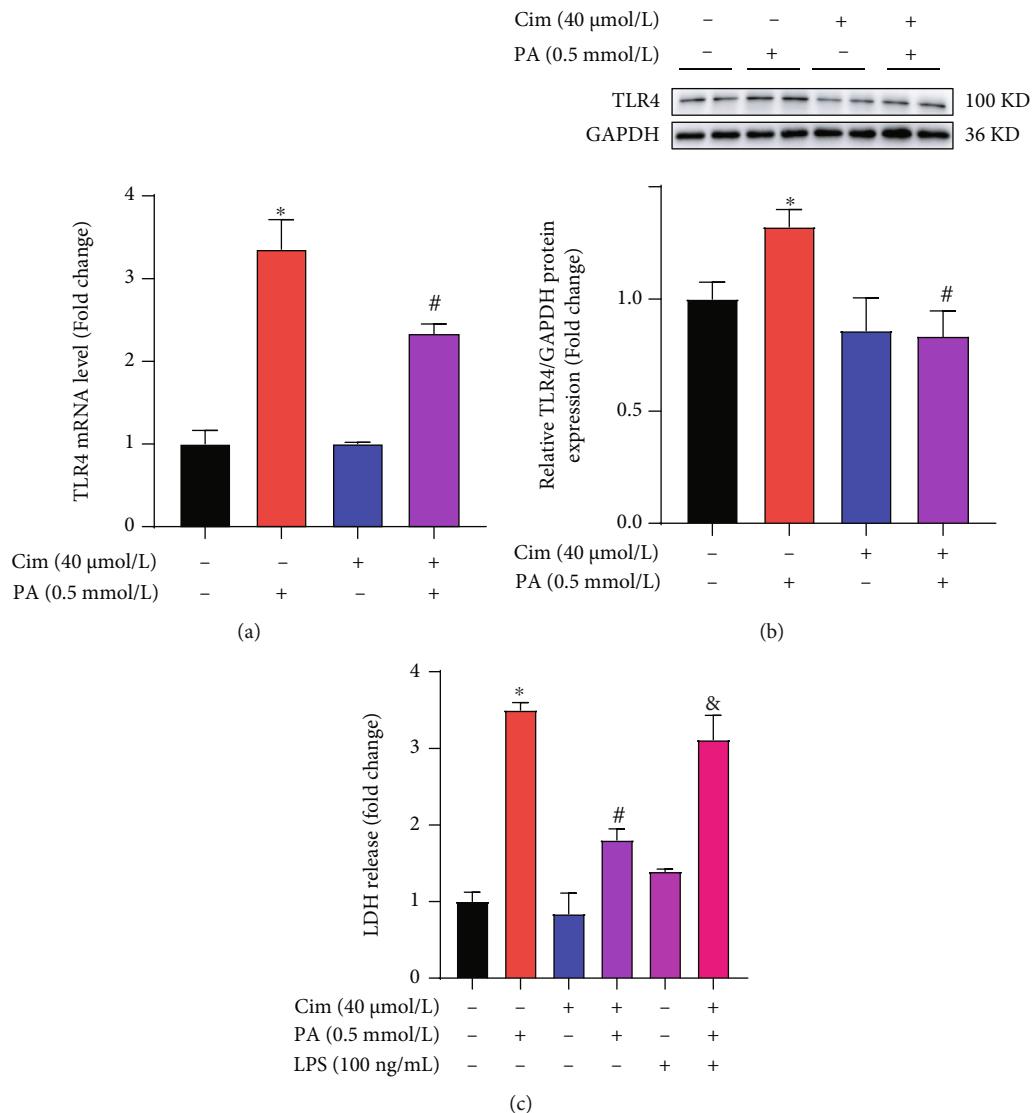 Cim (40 μmol/L) – – + +
PA (0.5 mmol/L) – + – +
TLR4 100 KD
GAPDH 36 KD
TLR4 mRNA level (Fold change)
4
3
2
1
0
*
#
Cim (40 μmol/L) – – + +
PA (0.5 mmol/L) – + – +
(a)
Relative TLR4/GAPDH protein
expression (Fold change)
1.0
0.5
0.0
*
#
Cim (40 μmol/L) – – + +
PA (0.5 mmol/L) – + – +
(b)
LDH release (fold change)
4
3
2
1
0
*
#
&
Cim (40 μmol/L) – – + + – +
PA (0.5 mmol/L) – + – + – +
LPS (100 ng/mL) – – – – + +
(c)